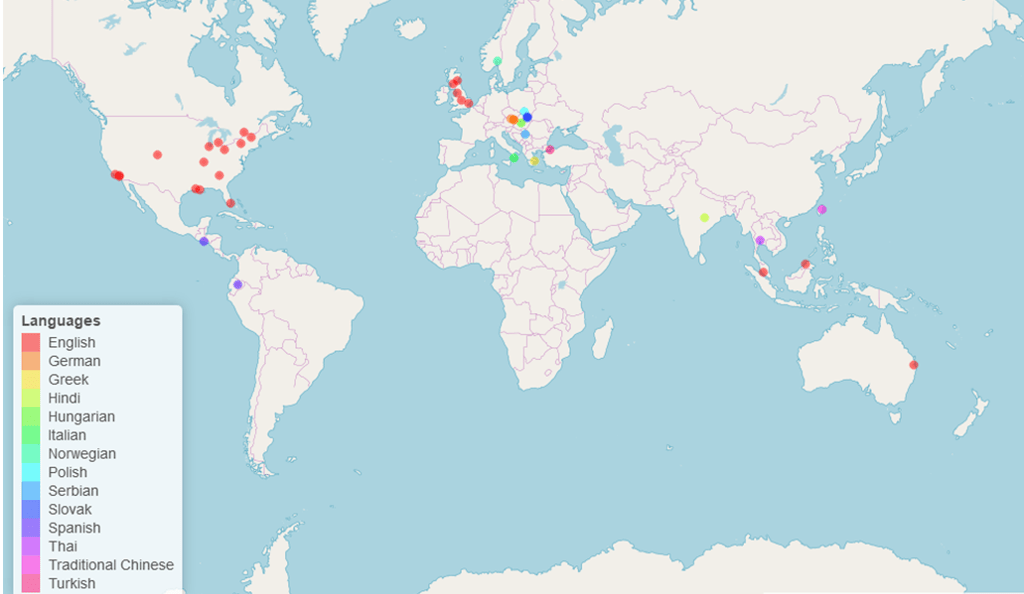 Languages
English
German
Greek
Hindi
Hungarian
Italian
Norwegian
Polish
Serbian
Slovak
Spanish
Thai
Traditional Chinese
Turkish